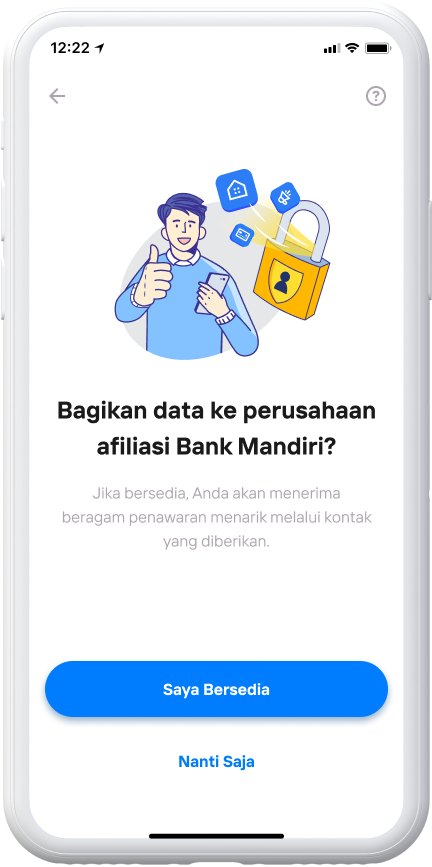 12:22
Bagikan data ke perusahaan
afiliasi Bank Mandiri?
Jika bersedia, Anda akan menerima
beragam penawaran menarik melalui kontak
yang diberikan.
Saya Bersedia
Nanti Saja